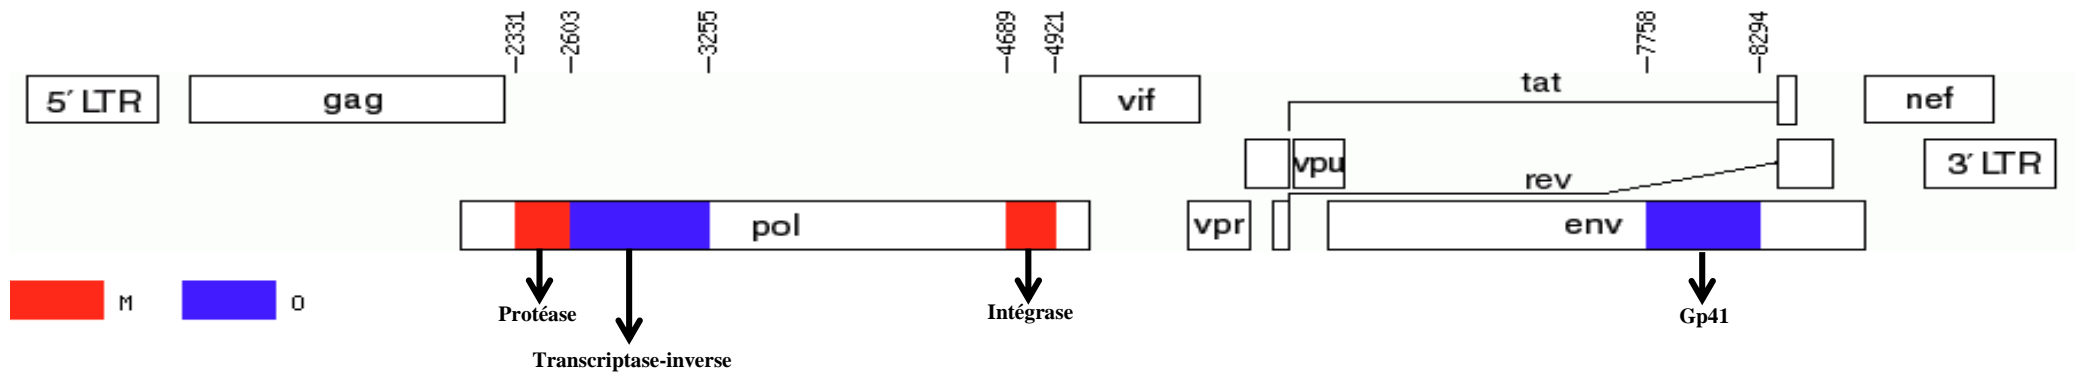 2331
2603
3255
4689
4921
7758
8294
5´ LTR
gag
vif
tat
nef
vpu
rev
3´ LTR
pol
vpr
env
M
O
Protéase
Intégrase
Gp41
Transcriptase-inverse